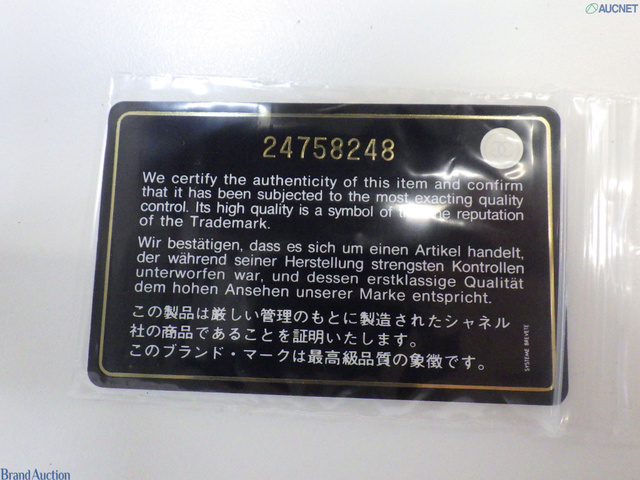 AUCNET
24758248
We certify the authenticity of this item and confirm
that it has been subjected to the most exacting quality
control. Its high quality is a symbol of the reputation
of the Trademark.
Wir bestätigen, dass es sich um einen Artikel handelt,
der während seiner Herstellung strengsten Kontrollen
unterworfen war, und dessen erstklassige Qualität
dem hohen Ansehen unserer Marke entspricht.
この製品は厳しい管理のもとに製造されたシャネル
社の商品であることを証明いたします。
このブランド・マークは最高級品質の象徴です。
SYSTEME BREVETE
Brand Auction